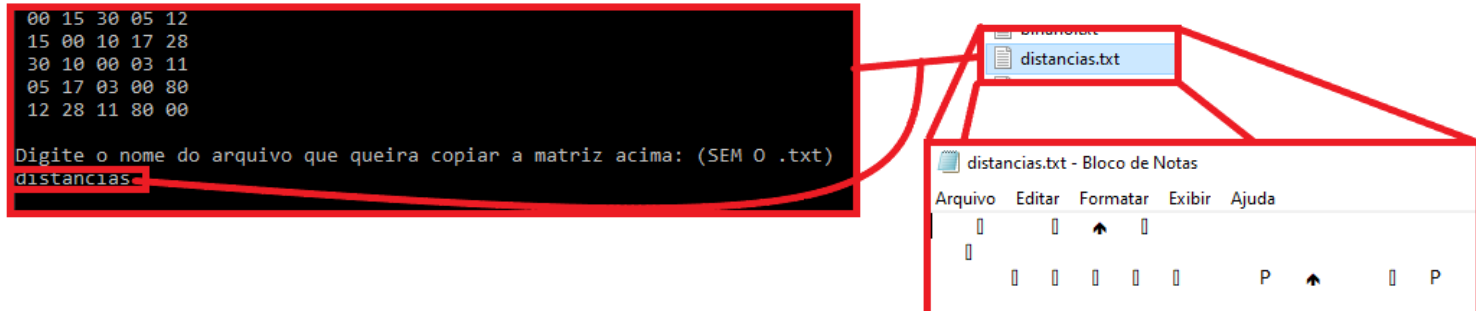 00 15 30 05 12
15 00 10 17 28
30 10 00 03 11
05 17 03 00 80
12 28 11 80 00
Digite o nome do arquivo que queira copiar a matriz acima: (SEM O .txt)
distancias
distancias.txt
distancias.txt - Bloco de Notas
Arquivo Editar Formatar Exibir Ajuda
▯ ▯ ↑ ▯
▯
▯ ▯ ▯ ▯ ▯ P ↑ ▯ P